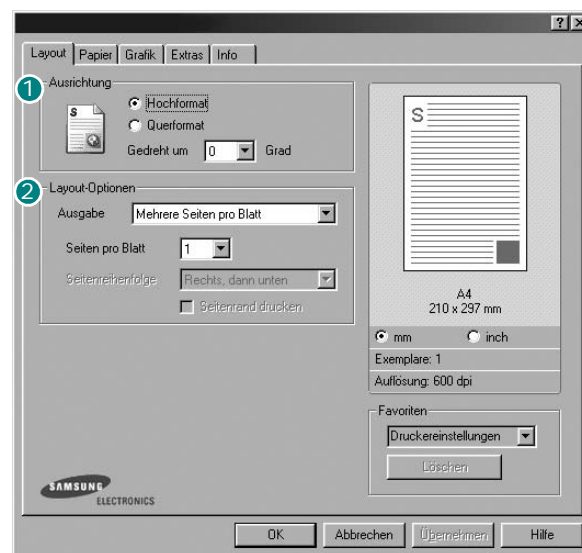 ? ×
Layout Papier Grafik Extras Info
1 Ausrichtung
S
Hochformat
Querformat
Gedreht um 0 Grad
2 Layout-Optionen
Ausgabe Mehrere Seiten pro Blatt
Seiten pro Blatt 1
Seitenreihenfolge Rechts, dann unten
Seitenrand drucken
S
A4
210 x 297 mm
mm inch
Exemplare: 1
Auflösung: 600 dpi
Favoriten
Druckereinstellungen
Löschen
SAMSUNG
ELECTRONICS
OK Abbrechen Übernehmen Hilfe